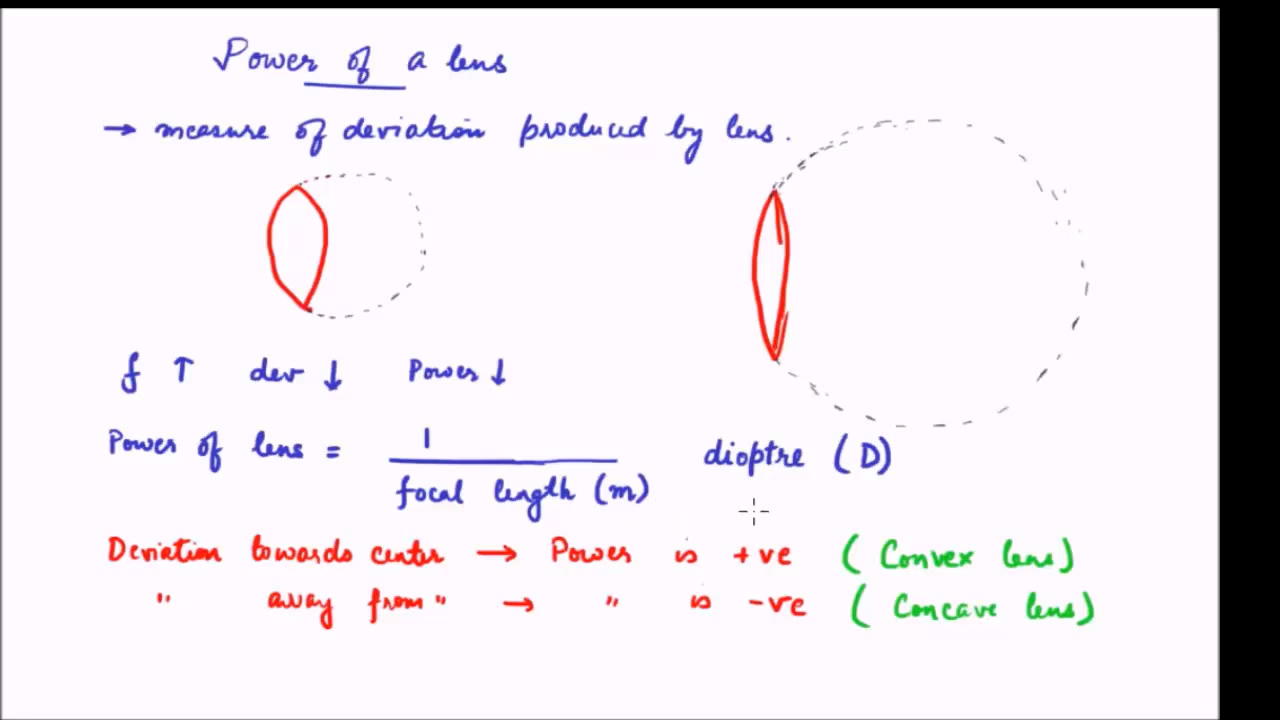 Power of a lens
→ measure of deviation produced by lens.
f ↑ dev ↓ Power ↓
Power of lens = 1 / focal length (m) dioptre (D)
Deviation towards center → Power is +ve (Convex lens)
" away from " → " is -ve (Concave lens)